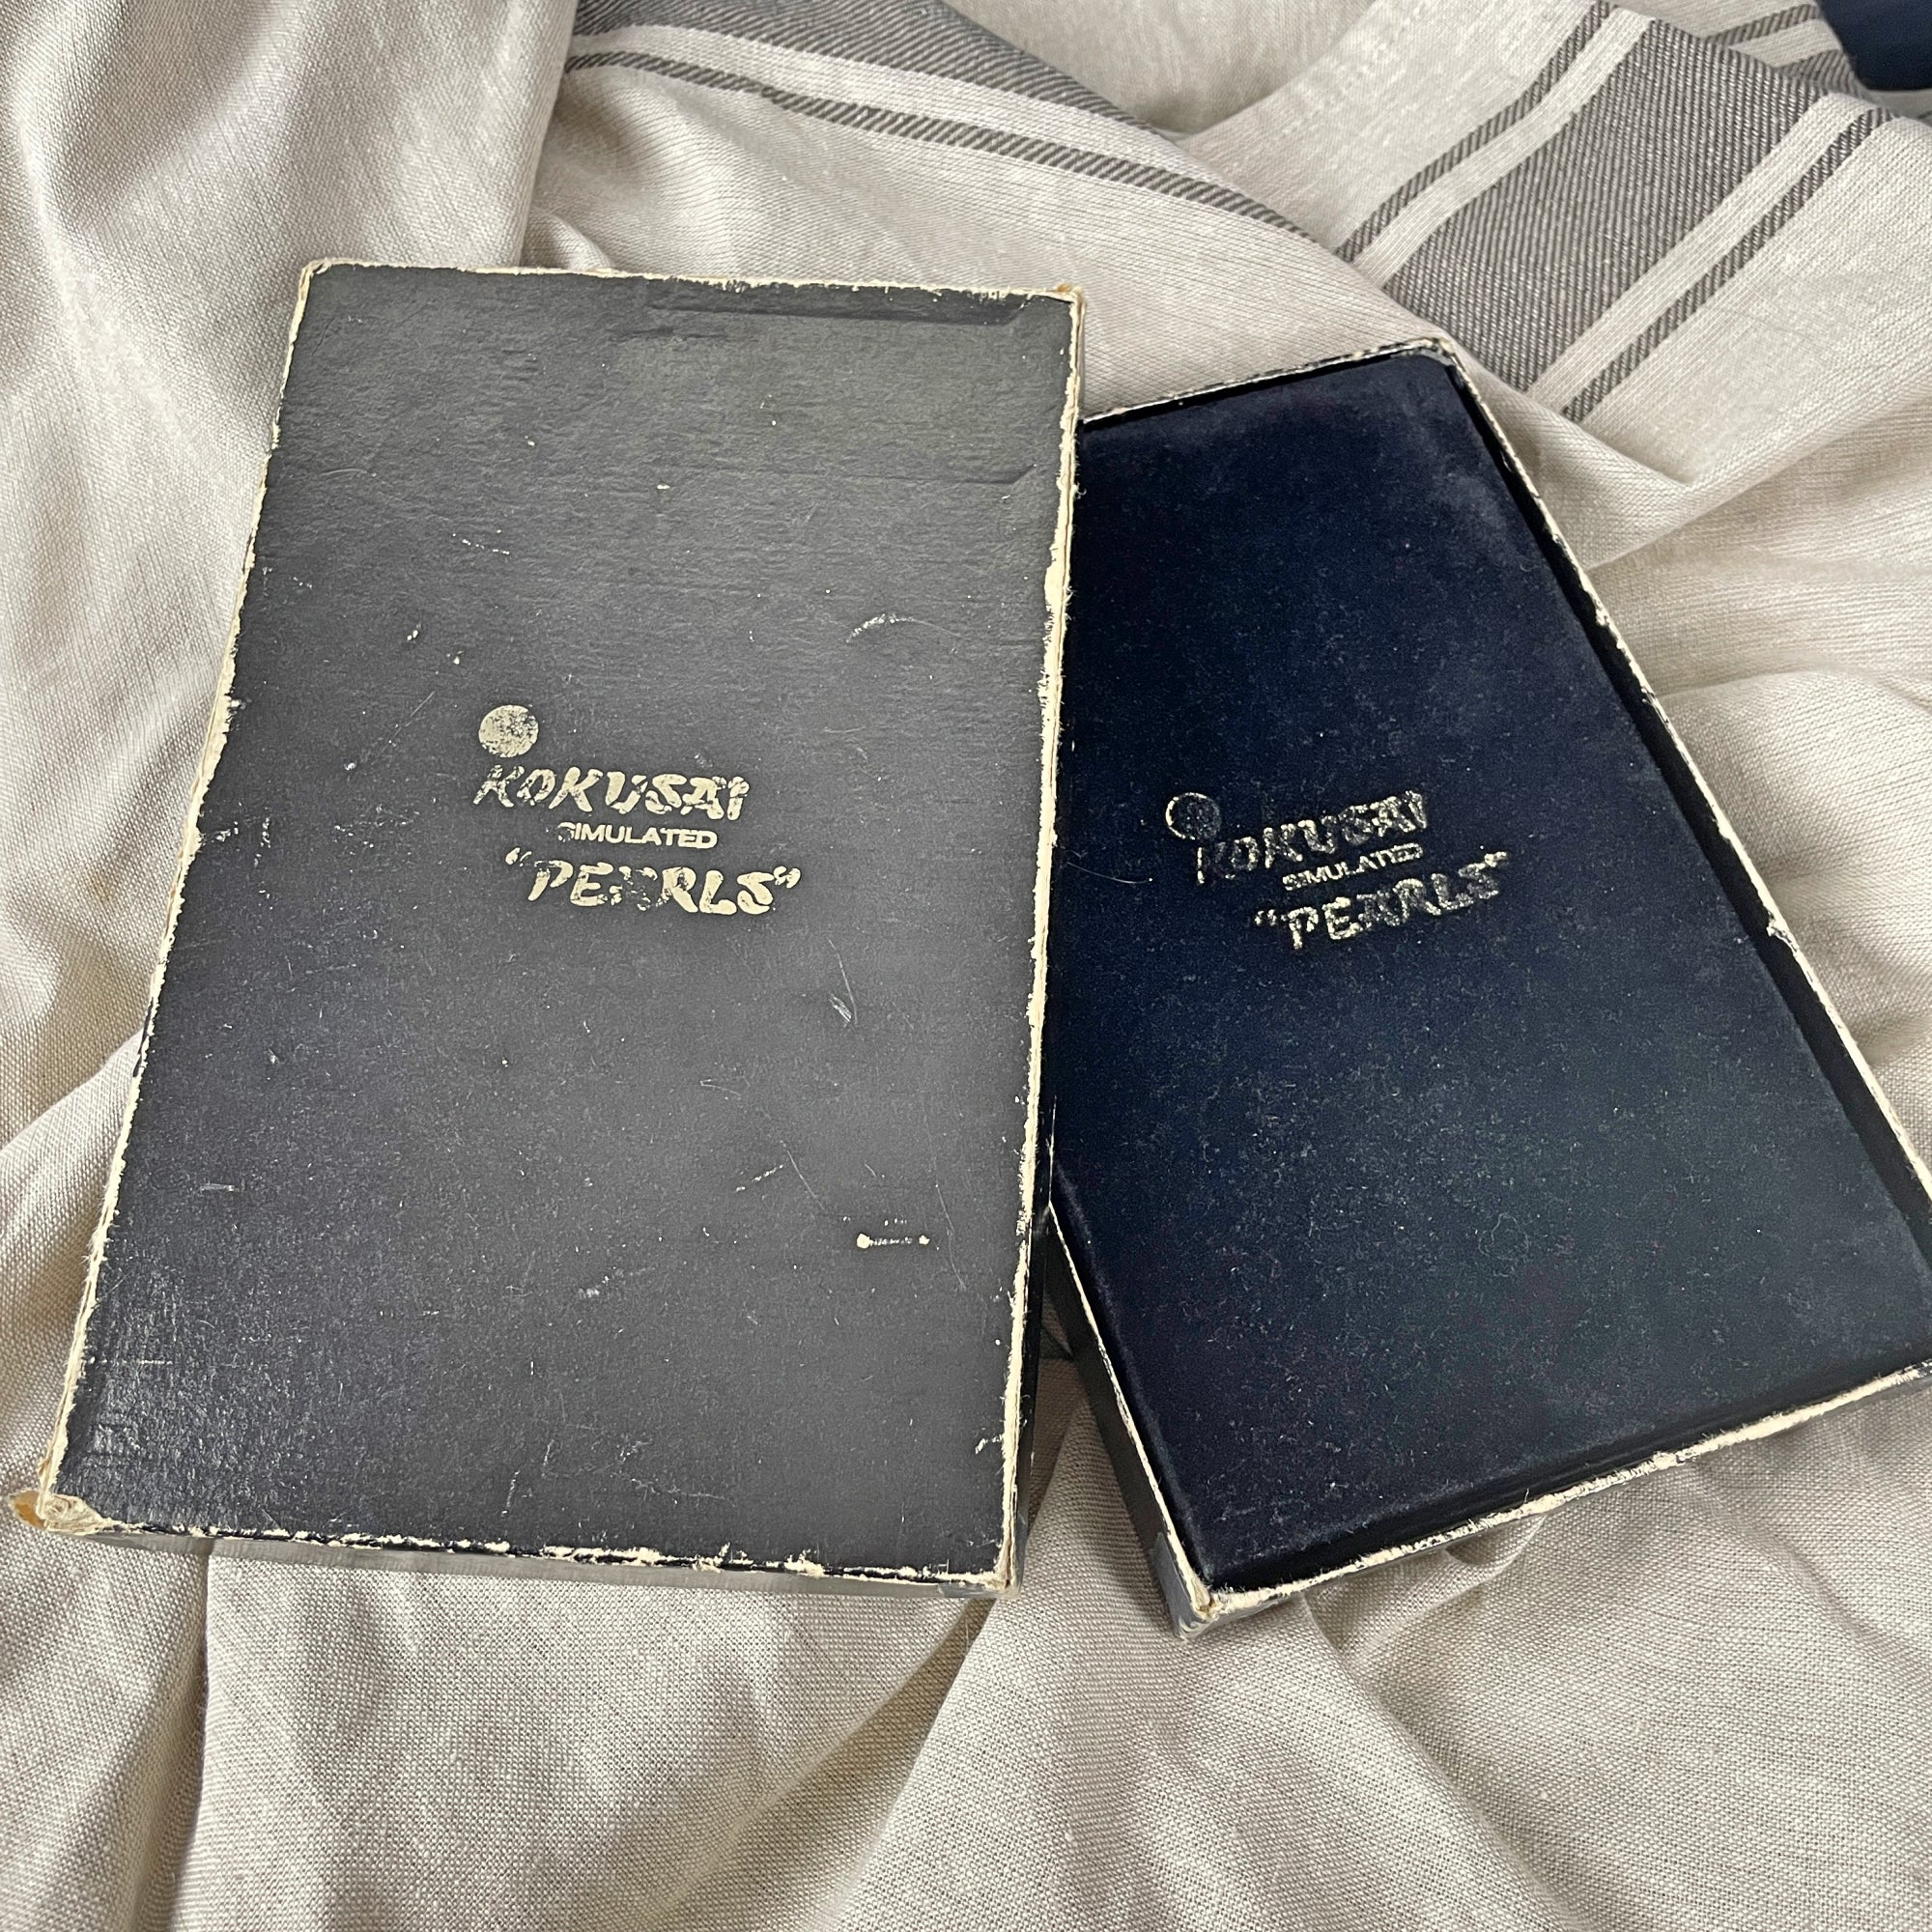 KOKUSAI
SIMULATED
"PEARLS"
KOKUSAI
SIMULATED
"PEARLS"